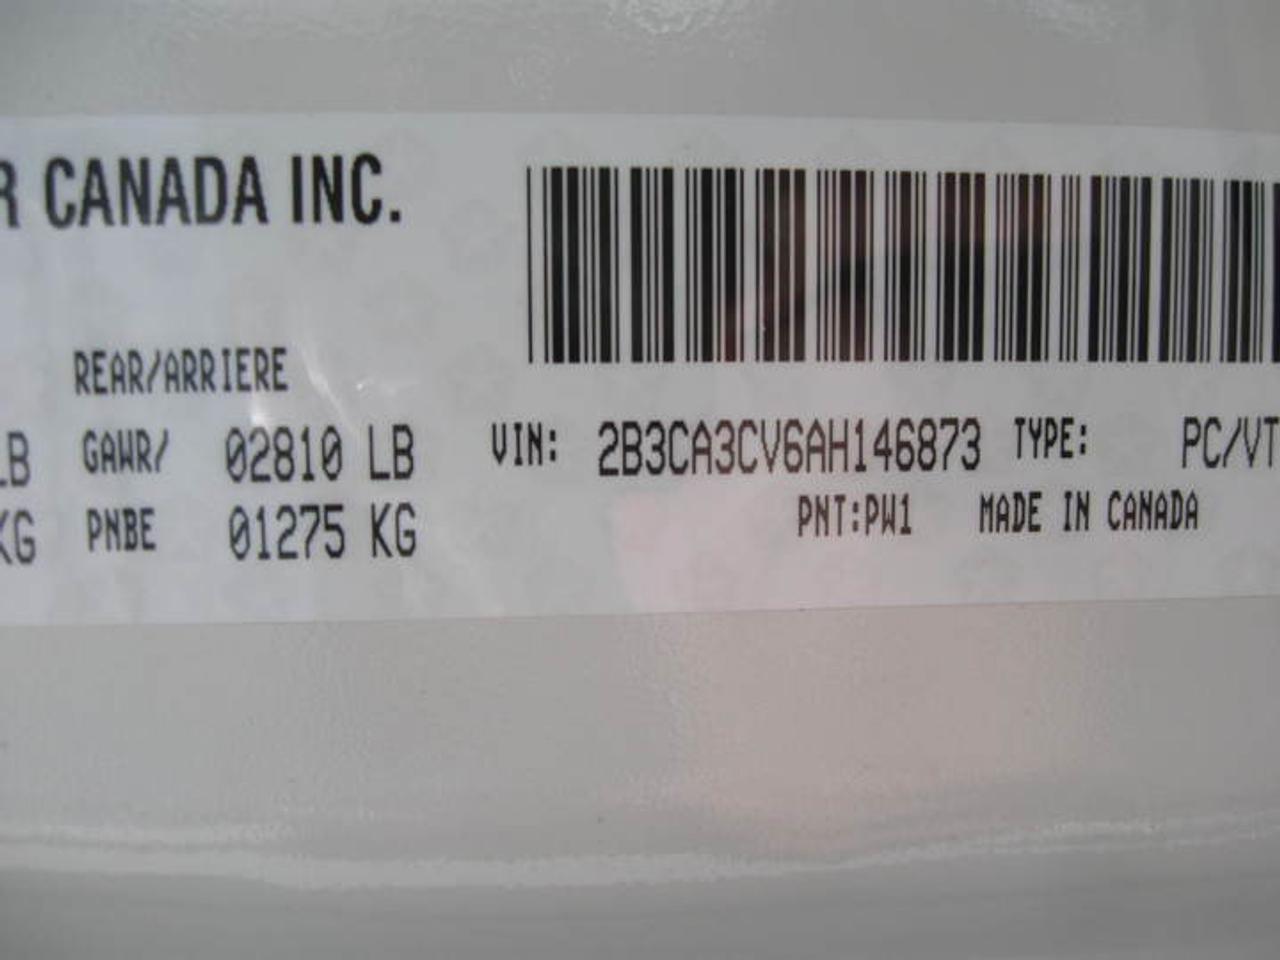 R CANADA INC.
REAR/ARRIERE
LB GAWR/ 02810 LB
KG PNBE 01275 KG
VIN: 2B3CA3CV6AH146873 TYPE: PC/VT
PNT:PW1 MADE IN CANADA